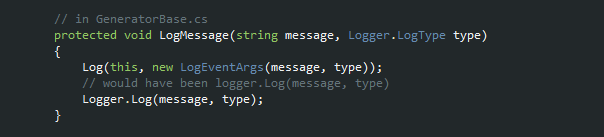 // in GeneratorBase.cs
protected void LogMessage(string message, Logger.LogType type)
{
    Log(this, new LogEventArgs(message, type));
    // would have been logger.Log(message, type)
    Logger.Log(message, type);
}